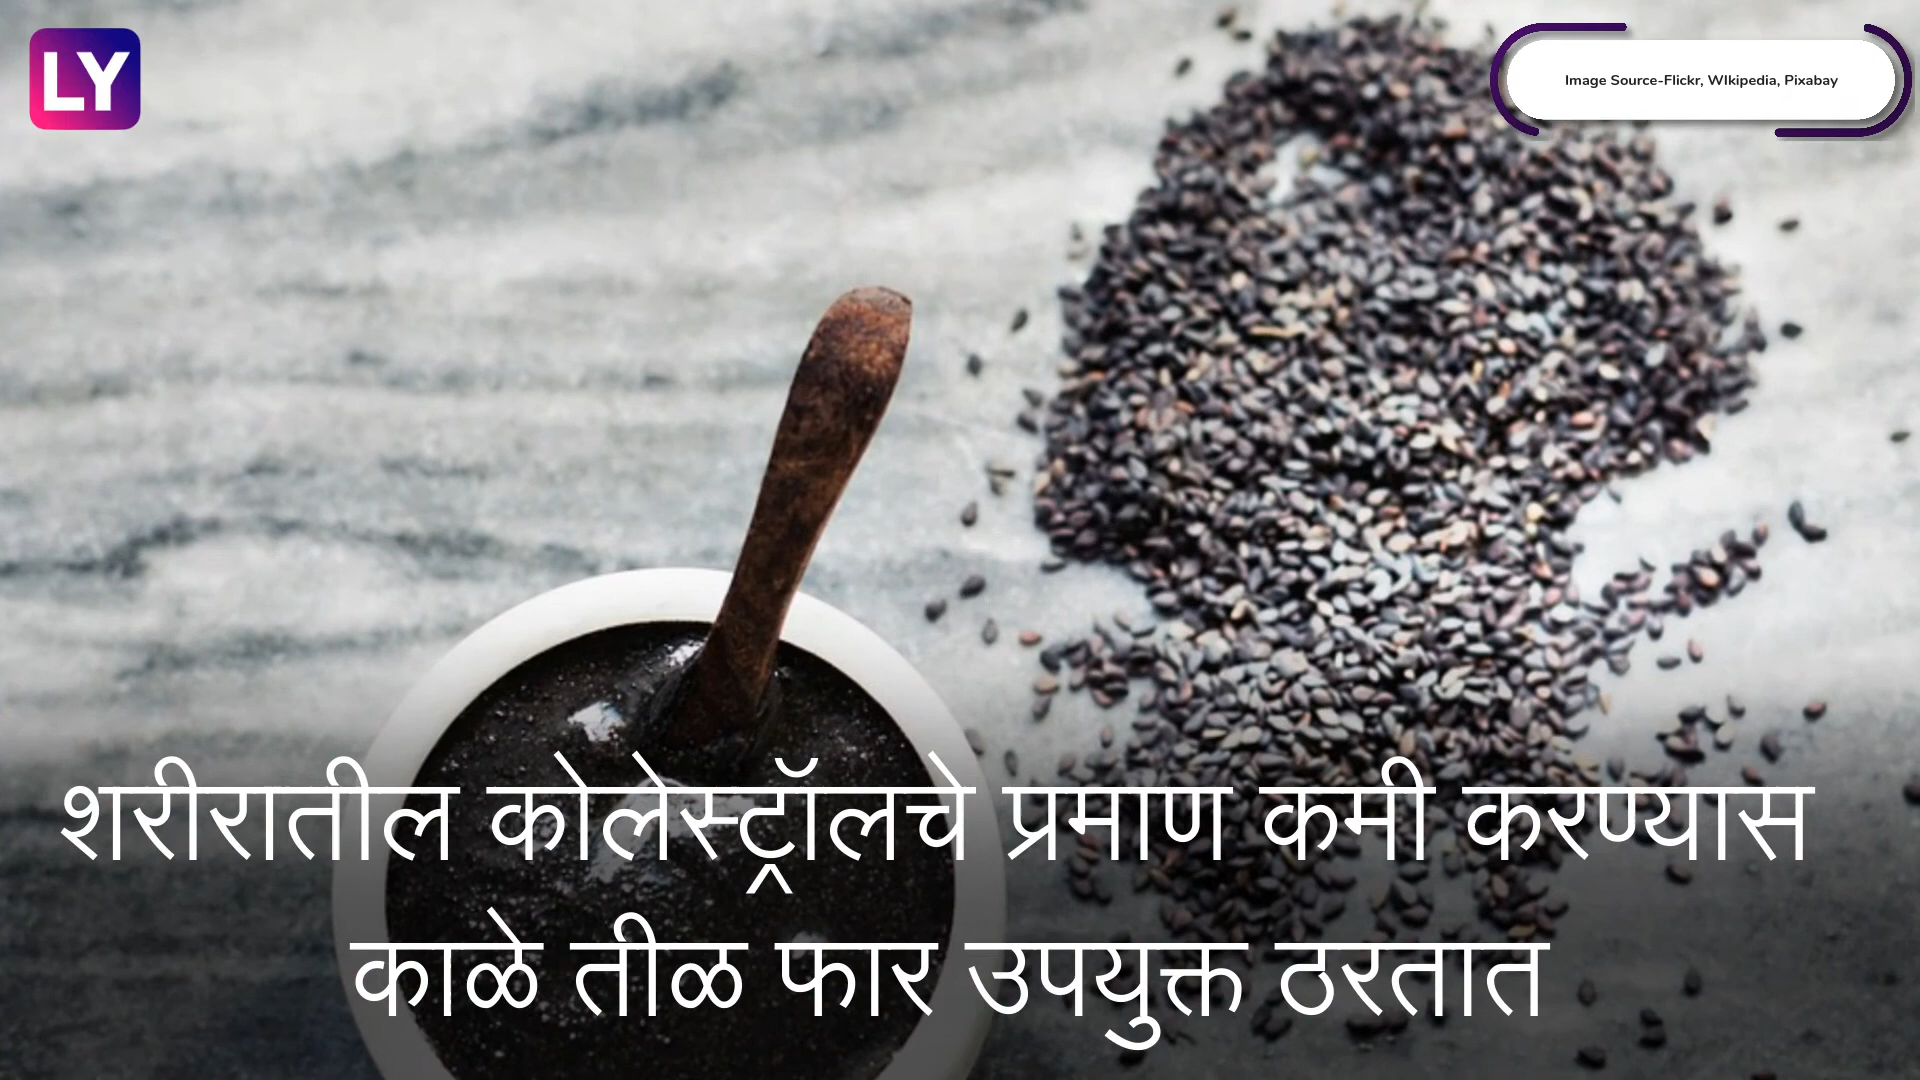 LY
Image Source-Flickr, WIkipedia, Pixabay
शरीरातील कोलेस्ट्रॉलचे प्रमाण कमी करण्यास
काळे तीळ फार उपयुक्त ठरतात